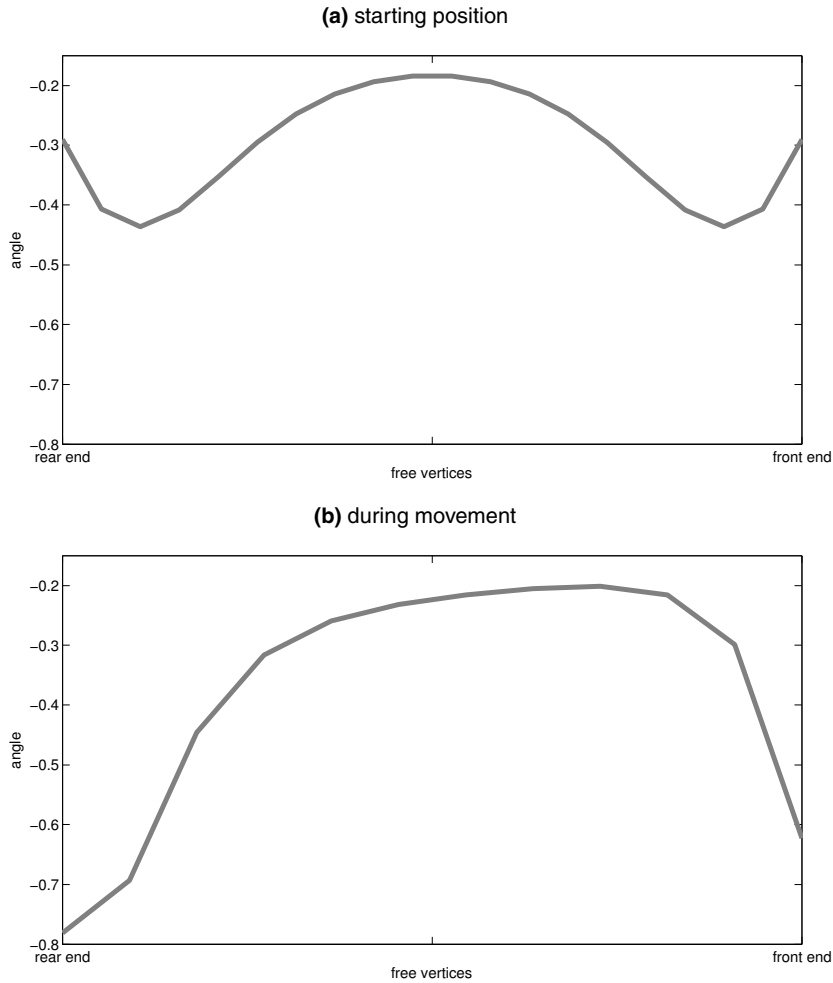 (a) starting position
−0.2
−0.3
−0.4
−0.5
−0.6
−0.7
−0.8
angle
rear end
front end
free vertices
(b) during movement
−0.2
−0.3
−0.4
−0.5
−0.6
−0.7
−0.8
angle
rear end
front end
free vertices